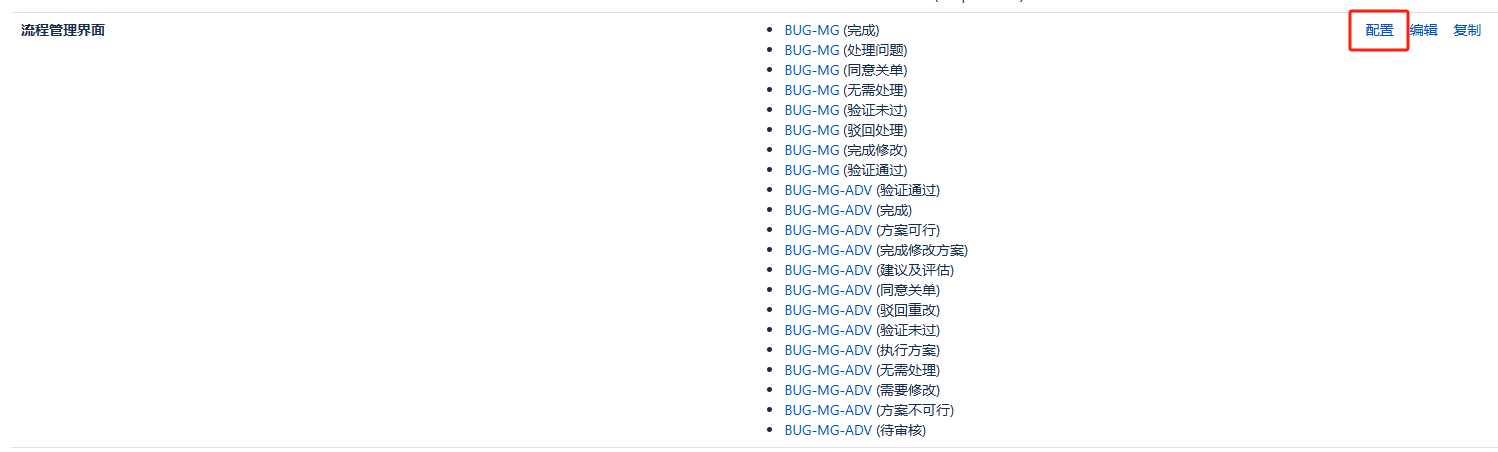 流程管理界面
BUG-MG (完成)
配置 编辑 复制
BUG-MG (处理问题)
BUG-MG (同意关单)
BUG-MG (无需处理)
BUG-MG (验证未过)
BUG-MG (驳回处理)
BUG-MG (完成修改)
BUG-MG (验证通过)
BUG-MG-ADV (验证通过)
BUG-MG-ADV (完成)
BUG-MG-ADV (方案可行)
BUG-MG-ADV (完成修改方案)
BUG-MG-ADV (建议及评估)
BUG-MG-ADV (同意关单)
BUG-MG-ADV (驳回重改)
BUG-MG-ADV (验证未过)
BUG-MG-ADV (执行方案)
BUG-MG-ADV (无需处理)
BUG-MG-ADV (需要修改)
BUG-MG-ADV (方案不可行)
BUG-MG-ADV (待审核)